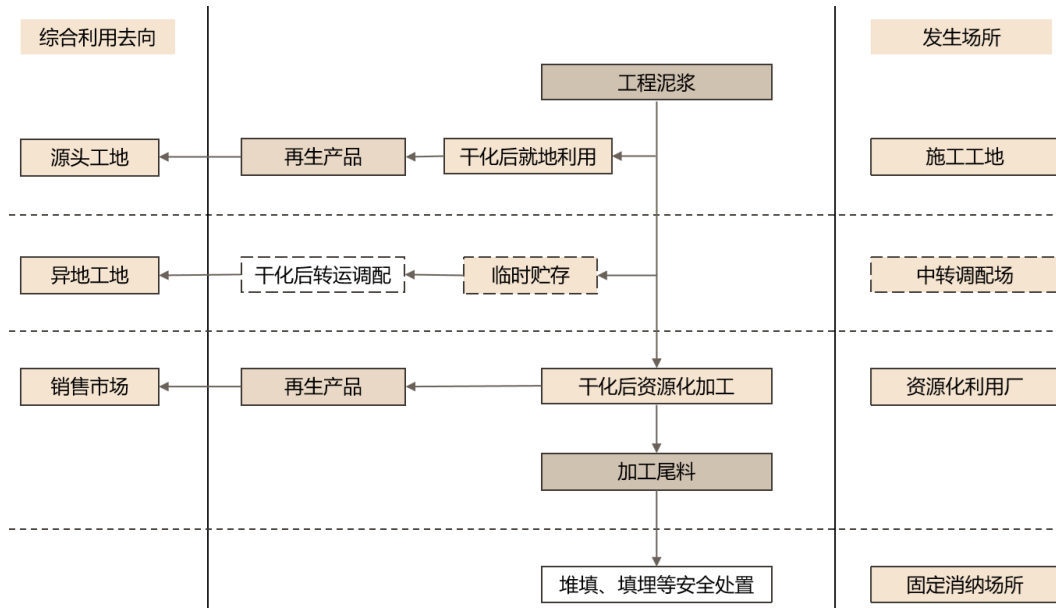 综合利用去向
发生场所
工程泥浆
源头工地
再生产品
干化后就地利用
施工工地
异地工地
干化后转运调配
临时贮存
中转调配场
销售市场
再生产品
干化后资源化加工
资源化利用厂
加工尾料
堆填、填埋等安全处置
固定消纳场所